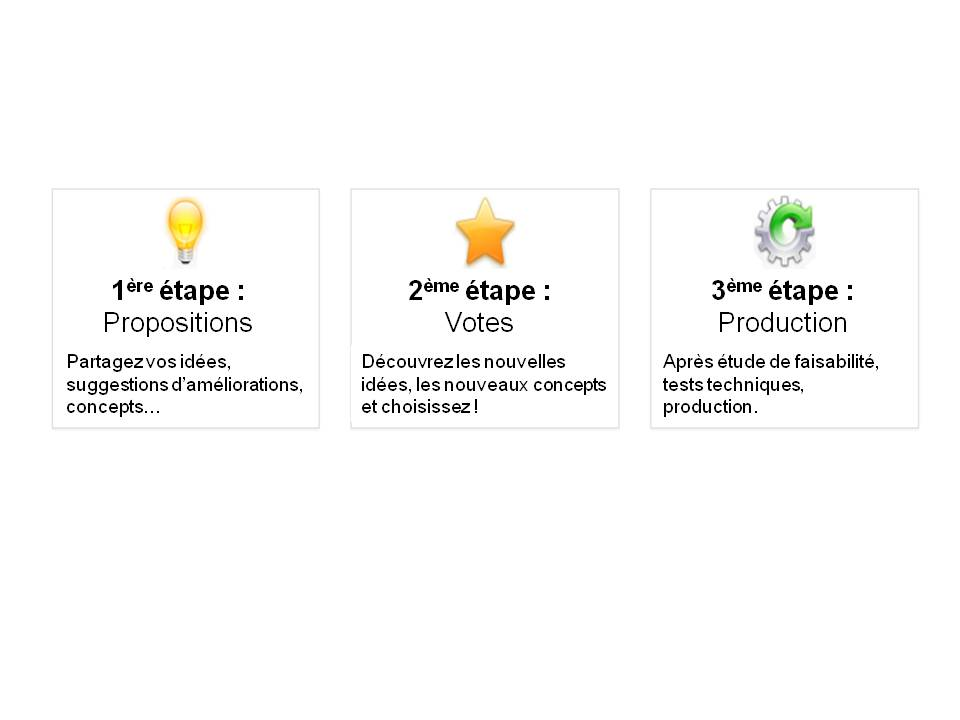 1ère étape :
Propositions
Partagez vos idées,
suggestions d’améliorations,
concepts…
2ème étape :
Votes
Découvrez les nouvelles
idées, les nouveaux concepts
et choisissez !
3ème étape :
Production
Après étude de faisabilité,
tests techniques,
production.